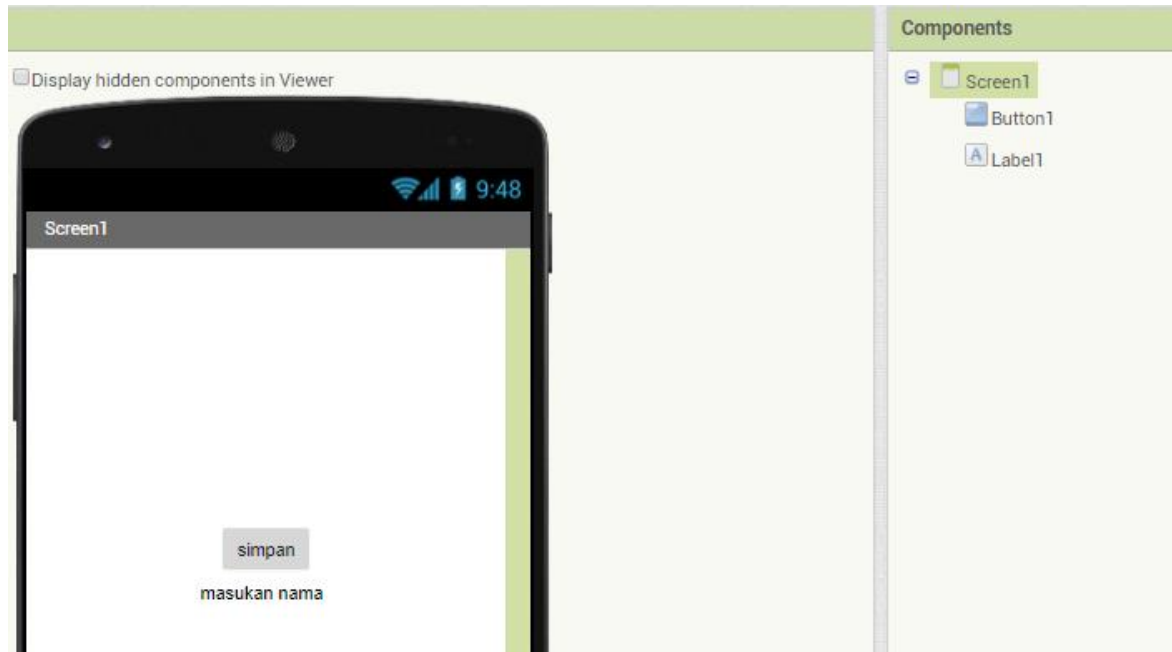 Components
Display hidden components in Viewer
Screen1
Button1
A Label1
9:48
Screen1
simpan
masukan nama